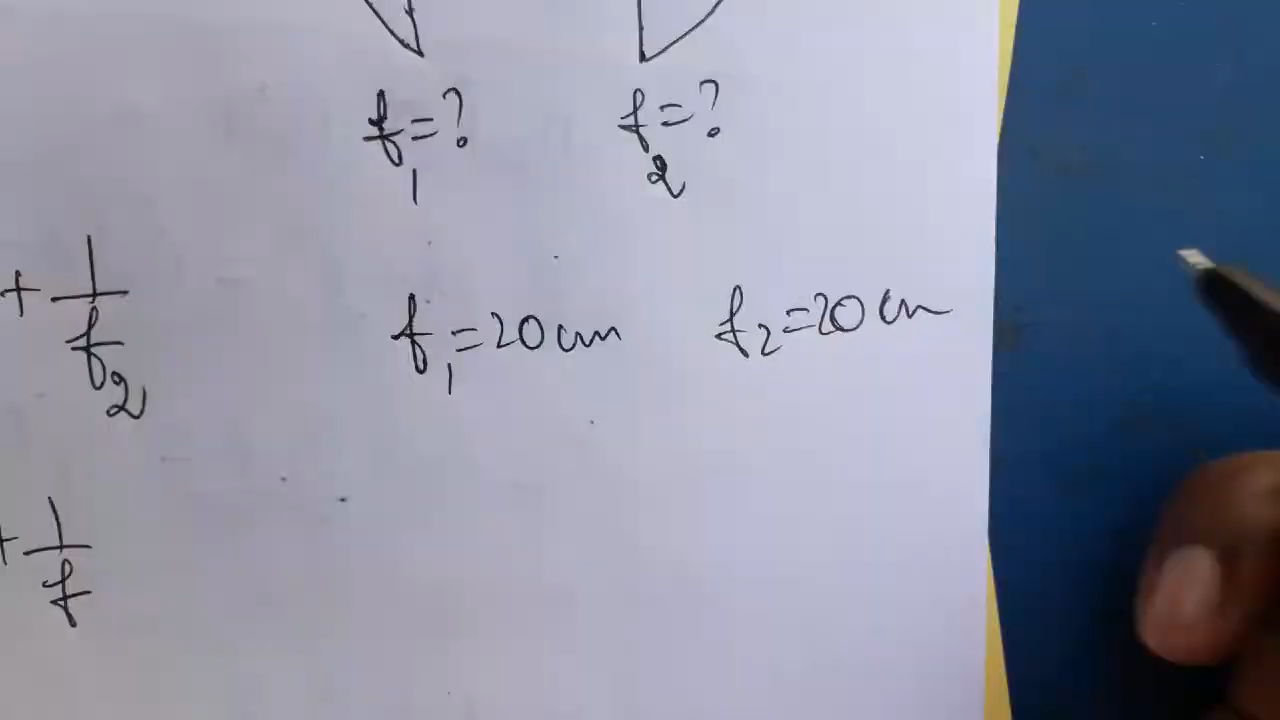 f₁ = ? f₂ = ?
+ 1/f₂ f₁ = 20 cm f₂ = 20 cm
+ 1/f